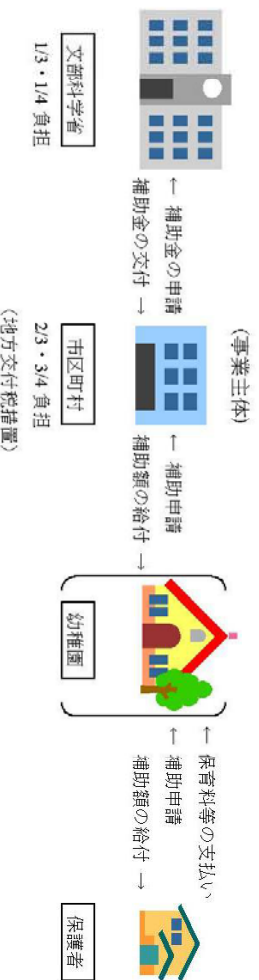 (事業主体)
← 補助金の申請
補助金の交付 →
← 補助申請
補助額の給付 →
← 保育料等の支払い
← 補助申請
補助額の給付 →
文部科学省
市区町村
幼稚園
保護者
1/3・1/4 負担
2/3・3/4 負担
(地方交付税措置)